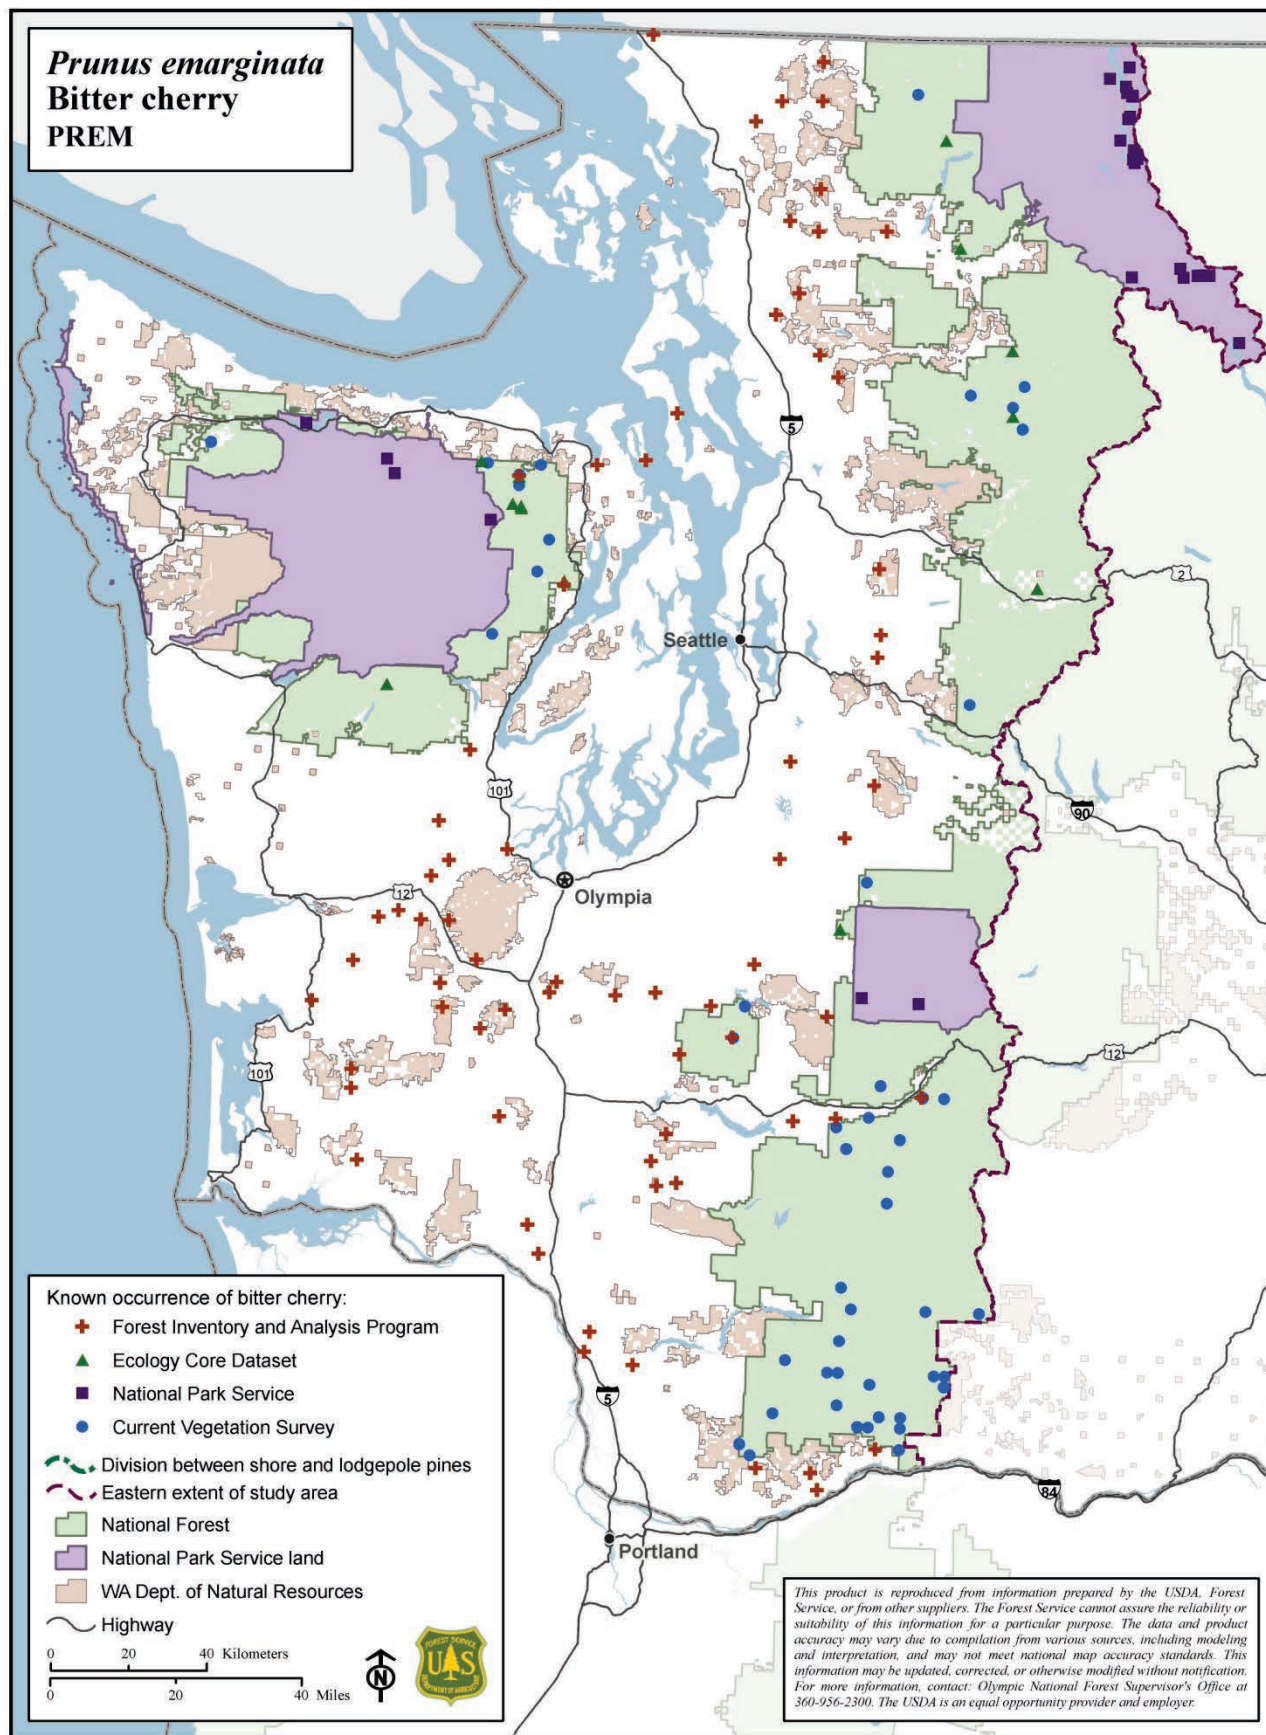 Prunus emarginata
Bitter cherry
PREM
5
2
Seattle
101
90
12
Olympia
12
101
Known occurrence of bitter cherry:
Forest Inventory and Analysis Program
Ecology Core Dataset
National Park Service
Current Vegetation Survey
Division between shore and lodgepole pines
Eastern extent of study area
National Forest
National Park Service land
WA Dept. of Natural Resources
Highway
0 20 40 Kilometers
0 20 40 Miles
N
FOREST SERVICE
U S
DEPARTMENT OF AGRICULTURE
5
84
Portland
This product is reproduced from information prepared by the USDA, Forest
Service, or from other suppliers. The Forest Service cannot assure the reliability or
suitability of this information for a particular purpose. The data and product
accuracy may vary due to compilation from various sources, including modeling
and interpretation, and may not meet national map accuracy standards. This
information may be updated, corrected, or otherwise modified without notification.
For more information, contact: Olympic National Forest Supervisor's Office at
360-956-2300. The USDA is an equal opportunity provider and employer.